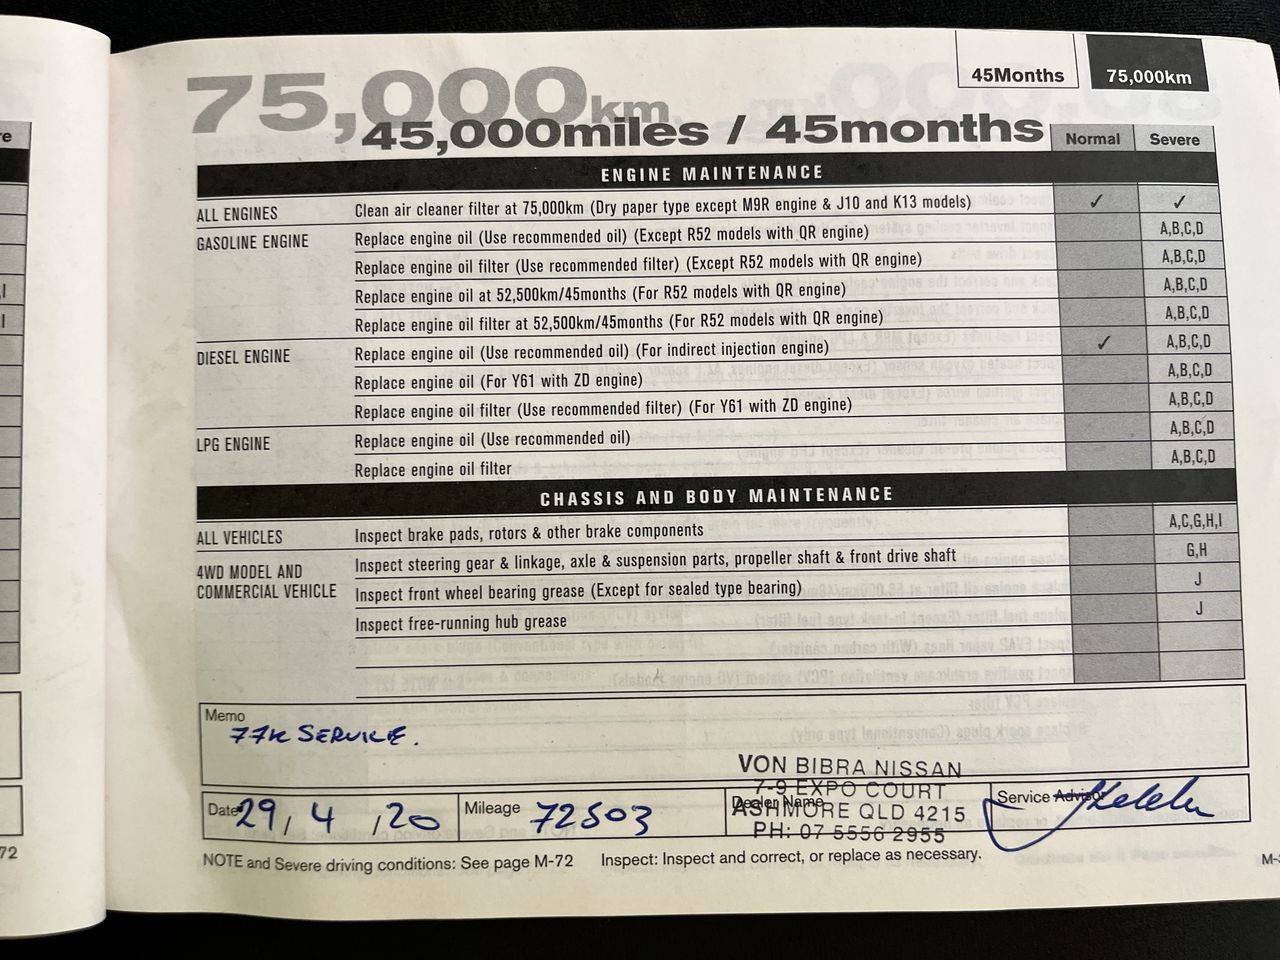 re
,I
I
72
45Months
75,000km
75,000km
45,000miles / 45months
Normal
Severe
ENGINE MAINTENANCE
ALL ENGINES Clean air cleaner filter at 75,000km (Dry paper type except M9R engine & J10 and K13 models) ✓ ✓
GASOLINE ENGINE Replace engine oil (Use recommended oil) (Except R52 models with QR engine) A,B,C,D
Replace engine oil filter (Use recommended filter) (Except R52 models with QR engine) A,B,C,D
Replace engine oil at 52,500km/45months (For R52 models with QR engine) A,B,C,D
Replace engine oil filter at 52,500km/45months (For R52 models with QR engine) A,B,C,D
DIESEL ENGINE Replace engine oil (Use recommended oil) (For indirect injection engine) ✓ A,B,C,D
Replace engine oil (For Y61 with ZD engine) A,B,C,D
Replace engine oil filter (Use recommended filter) (For Y61 with ZD engine) A,B,C,D
LPG ENGINE Replace engine oil (Use recommended oil) A,B,C,D
Replace engine oil filter A,B,C,D
CHASSIS AND BODY MAINTENANCE
ALL VEHICLES Inspect brake pads, rotors & other brake components A,C,G,H,I
4WD MODEL AND Inspect steering gear & linkage, axle & suspension parts, propeller shaft & front drive shaft G,H
COMMERCIAL VEHICLE Inspect front wheel bearing grease (Except for sealed type bearing) J
Inspect free-running hub grease J
Memo
77K SERVICE.
VON BIBRA NISSAN
7-9 EXPO COURT
ASHMORE QLD 4215
PH: 07 5556 2955
Date 29/4/20 Mileage 72503 Dealer Name Service Advisor
NOTE and Severe driving conditions: See page M-72 Inspect: Inspect and correct, or replace as necessary.